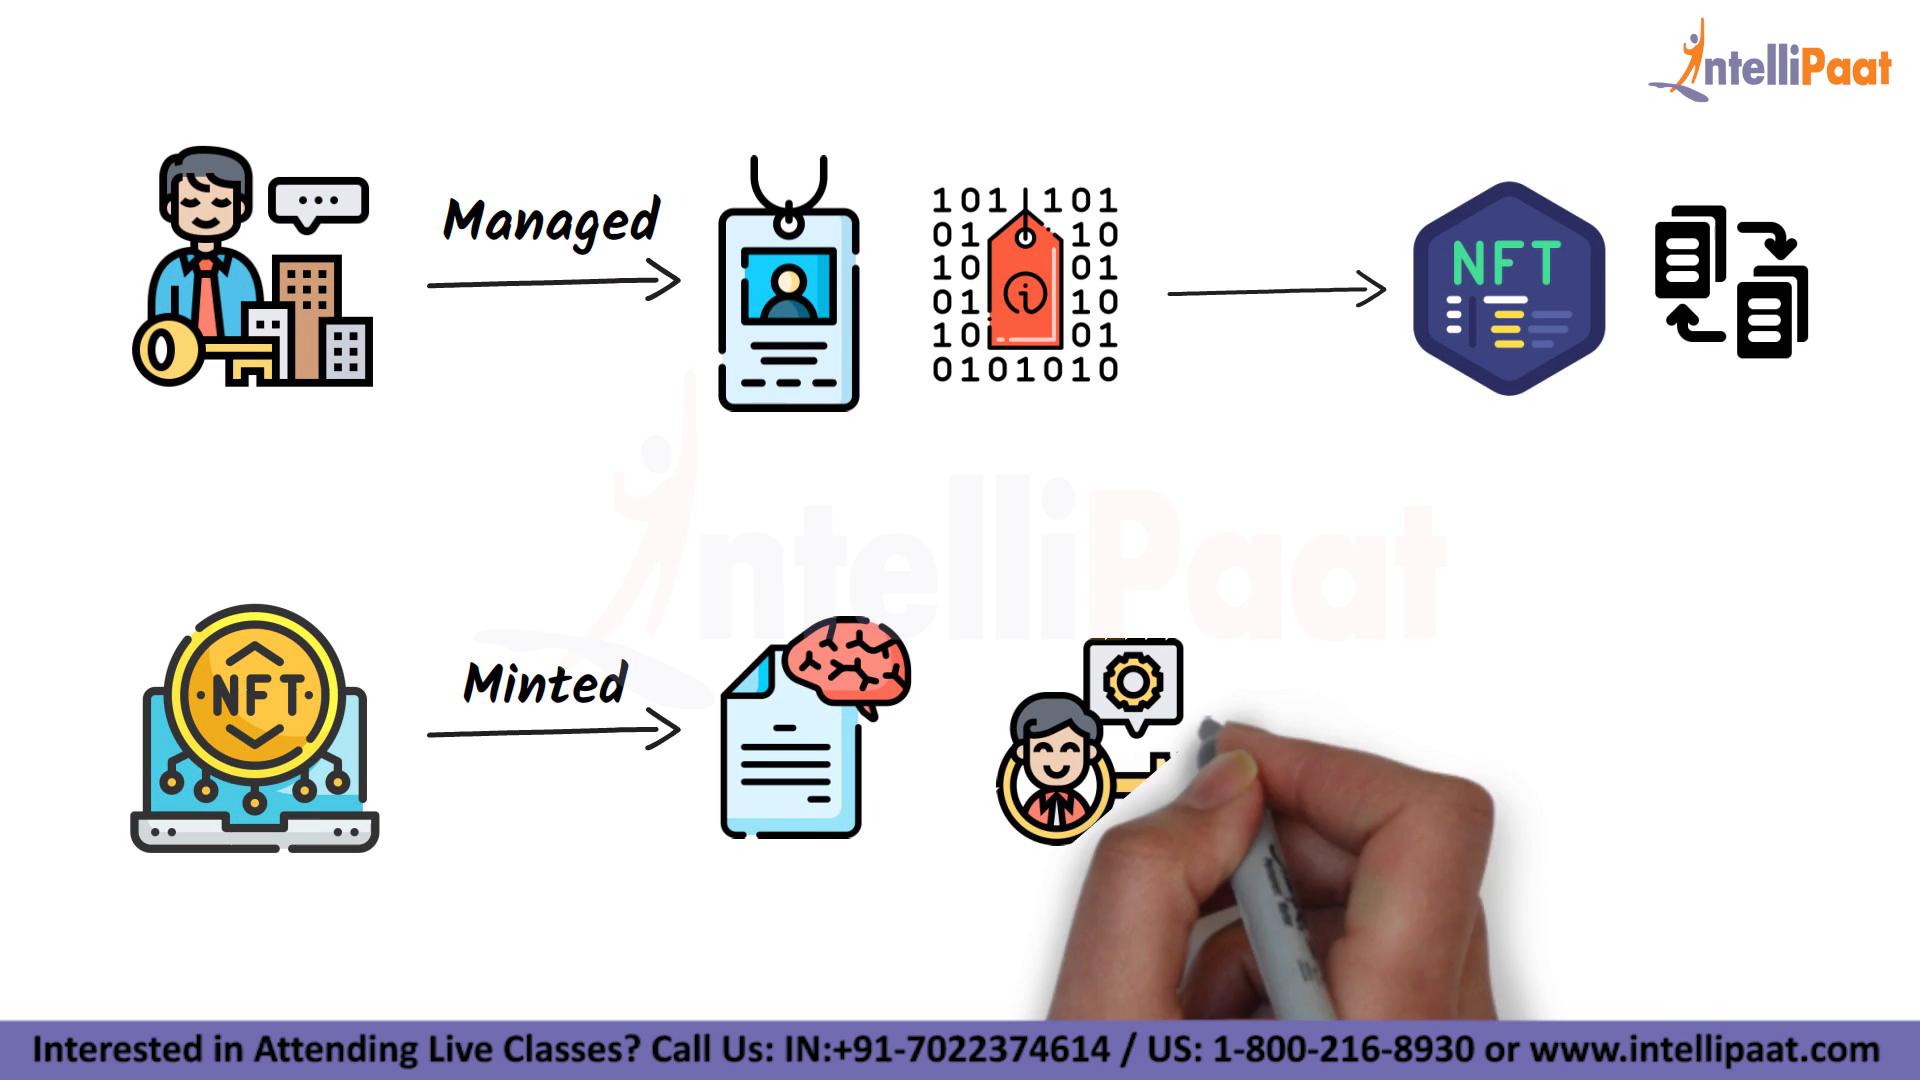 IntelliPaat
Managed
101 101
01 10
10 01
01 i 10
10 01
0101010
NFT
IntelliPaat
NFT
Minted
Interested in Attending Live Classes? Call Us: IN:+91-7022374614 / US: 1-800-216-8930 or www.intellipaat.com